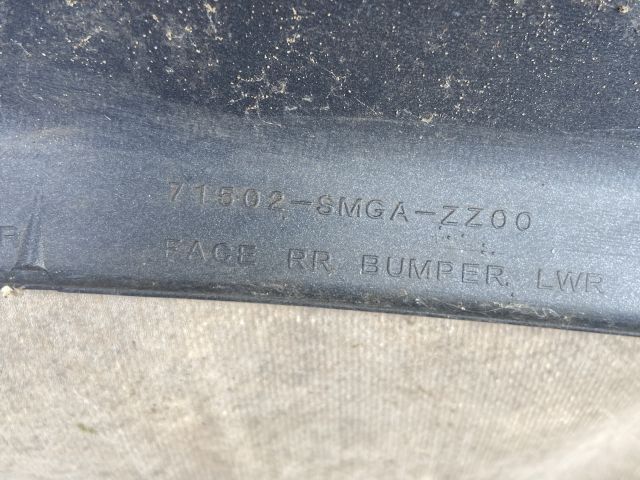 71502-SMGA-ZZ00
FACE RR, BUMPER, LWR